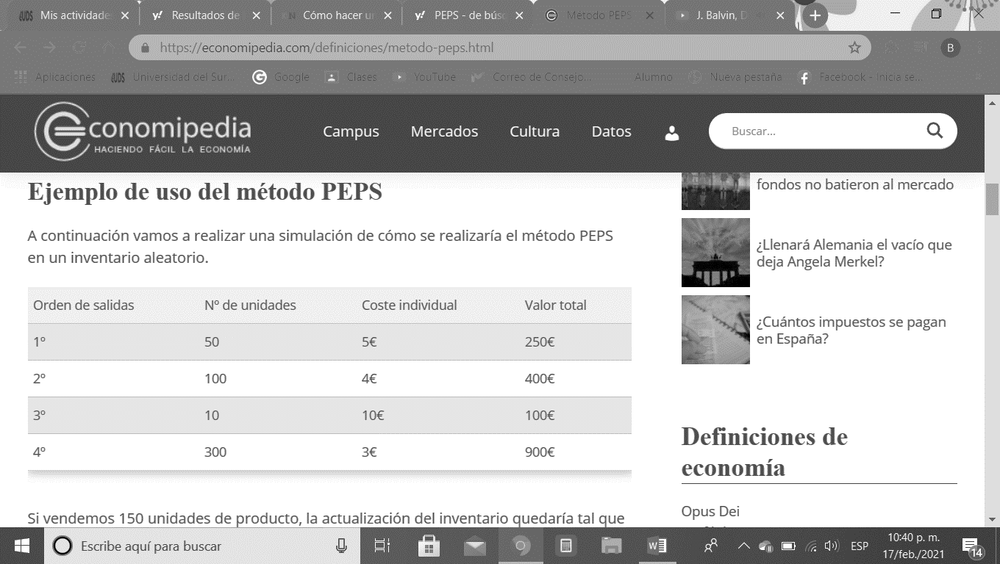 Mis actividade
Resultados de
Cómo hacer un
PEPS - de búsc
Método PEPS
J. Balvin, D
https://economipedia.com/definiciones/metodo-peps.html
B
Aplicaciones
UDS Universidad del Sur...
Google
Clases
YouTube
Correo de Consejo...
Alumno
Nueva pestaña
Facebook - Inicia se...
economipedia
HACIENDO FÁCIL LA ECONOMÍA
Campus Mercados Cultura Datos
Buscar...
Ejemplo de uso del método PEPS
A continuación vamos a realizar una simulación de cómo se realizaría el método PEPS
en un inventario aleatorio.
Orden de salidas Nº de unidades Coste individual Valor total
1º 50 5€ 250€
2º 100 4€ 400€
3º 10 10€ 100€
4º 300 3€ 900€
Si vendemos 150 unidades de producto, la actualización del inventario quedaría tal que
fondos no batieron al mercado
¿Llenará Alemania el vacío que
deja Angela Merkel?
¿Cuántos impuestos se pagan
en España?
Definiciones de
economía
Opus Dei
Escribe aquí para buscar
ESP
10:40 p. m.
17/feb./2021
14